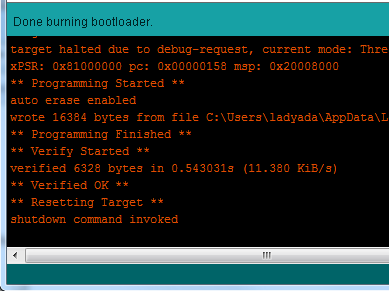 Done burning bootloader.
target halted due to debug-request, current mode: Thre
xPSR: 0x81000000 pc: 0x00000158 msp: 0x20008000
** Programming Started **
auto erase enabled
wrote 16384 bytes from file C:\Users\ladyada\AppData\L
** Programming Finished **
** Verify Started **
verified 6328 bytes in 0.543031s (11.380 KiB/s)
** Verified OK **
** Resetting Target **
shutdown command invoked